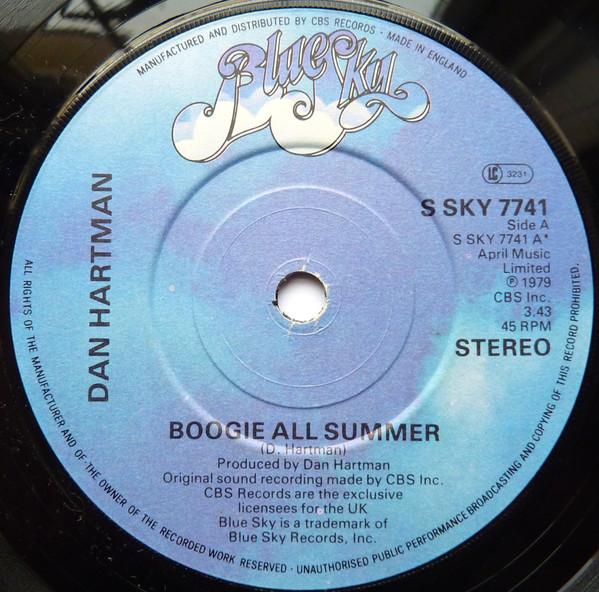 MANUFACTURED AND DISTRIBUTED BY CBS RECORDS · MADE IN ENGLAND
Blue Sky
LC 3231
S SKY 7741
Side A
S SKY 7741 A*
April Music
Limited
℗ 1979
CBS Inc.
3.43
45 RPM
STEREO
DAN HARTMAN
BOOGIE ALL SUMMER
(D. Hartman)
Produced by Dan Hartman
Original sound recording made by CBS Inc.
CBS Records are the exclusive
licensees for the UK
Blue Sky is a trademark of
Blue Sky Records, Inc.
ALL RIGHTS OF THE MANUFACTURER AND OF THE OWNER OF THE RECORDED WORK RESERVED · UNAUTHORISED PUBLIC PERFORMANCE BROADCASTING AND COPYING OF THIS RECORD PROHIBITED.